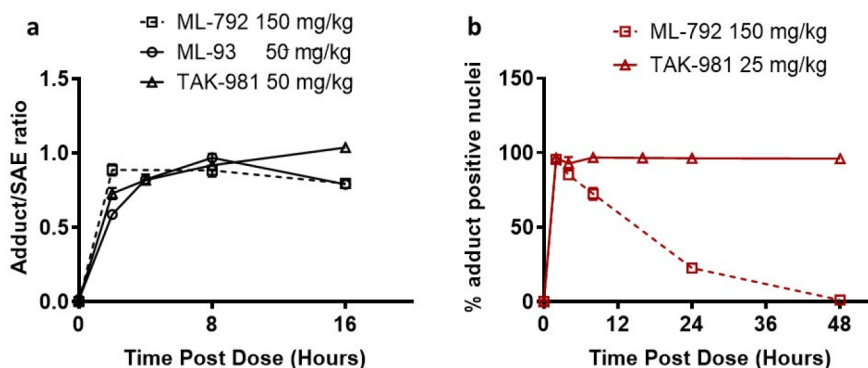 a
ML-792 150 mg/kg
ML-93 50 mg/kg
TAK-981 50 mg/kg
Adduct/SAE ratio
1.5
1.0
0.5
0.0
0 8 16
Time Post Dose (Hours)
b
ML-792 150 mg/kg
TAK-981 25 mg/kg
% adduct positive nuclei
150
100
50
0
0 12 24 36 48
Time Post Dose (Hours)